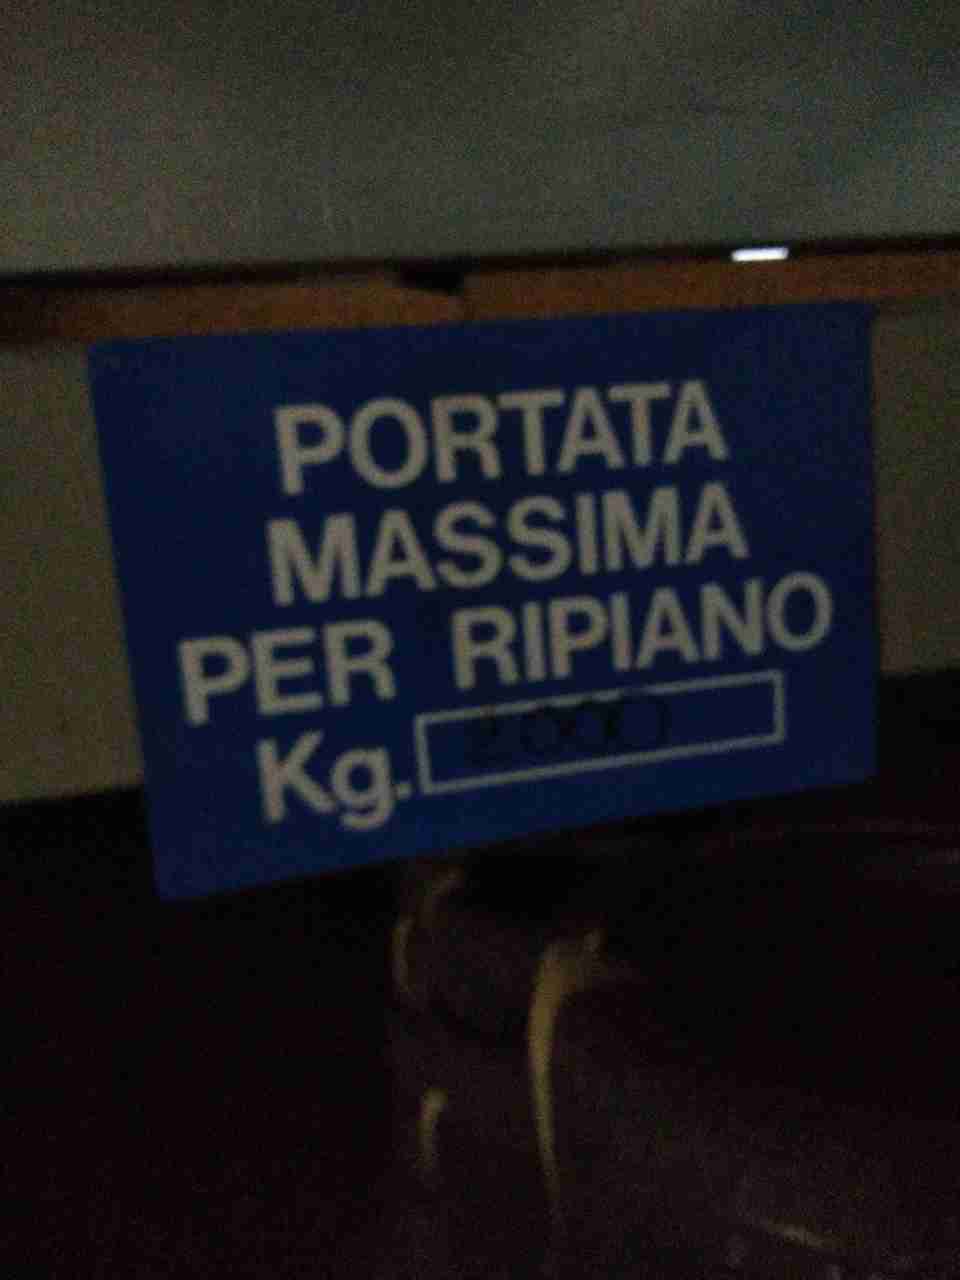 PORTATA
MASSIMA
PER RIPIANO
Kg.